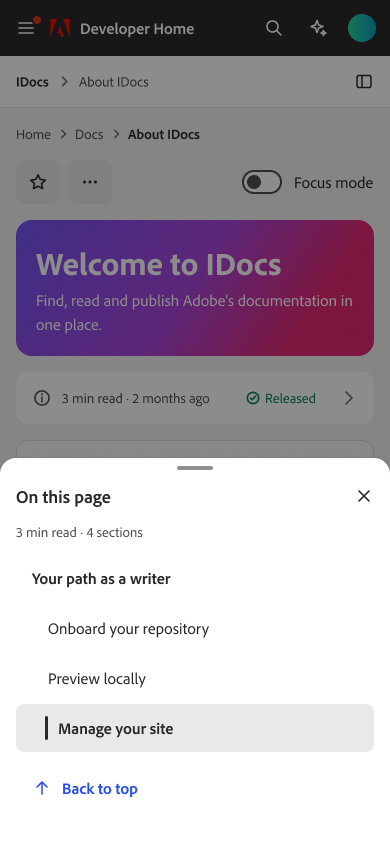 Developer Home
IDocs
About IDocs
Home
Docs
About IDocs
Focus mode
Welcome to IDocs
Find, read and publish Adobe's documentation in
one place.
3 min read · 2 months ago
Released
On this page
3 min read · 4 sections
Your path as a writer
Onboard your repository
Preview locally
Manage your site
Back to top